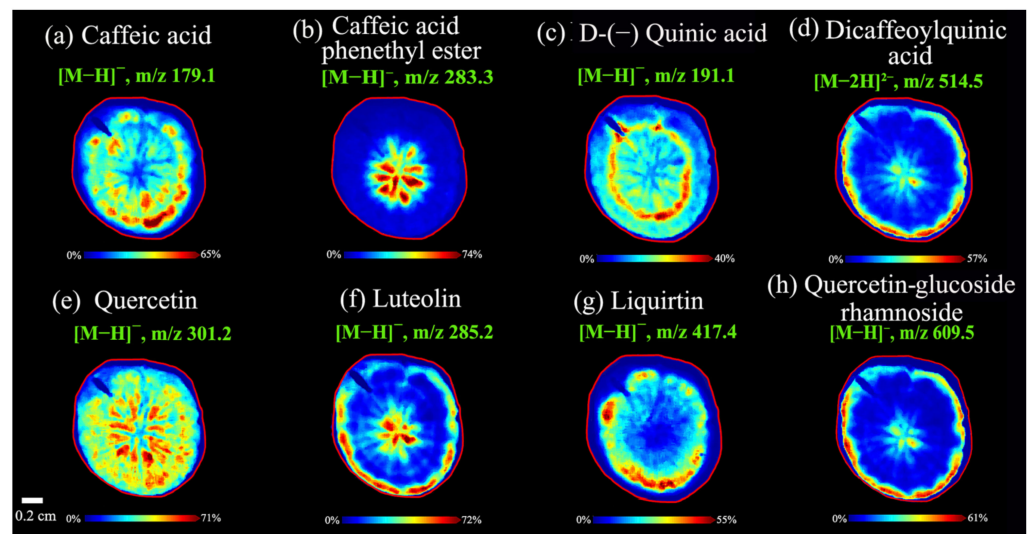 (a) Caffeic acid
[M−H]⁻, m/z 179.1
0% 65%
(b) Caffeic acid
phenethyl ester
[M−H]⁻, m/z 283.3
0% 74%
(c) D-(−) Quinic acid
[M−H]⁻, m/z 191.1
0% 40%
(d) Dicaffeoylquinic
acid
[M−2H]²⁻, m/z 514.5
0% 57%
(e) Quercetin
[M−H]⁻, m/z 301.2
0.2 cm
0% 71%
(f) Luteolin
[M−H]⁻, m/z 285.2
0% 72%
(g) Liquirtin
[M−H]⁻, m/z 417.4
0% 55%
(h) Quercetin-glucoside
rhamnoside
[M−H]⁻, m/z 609.5
0% 61%